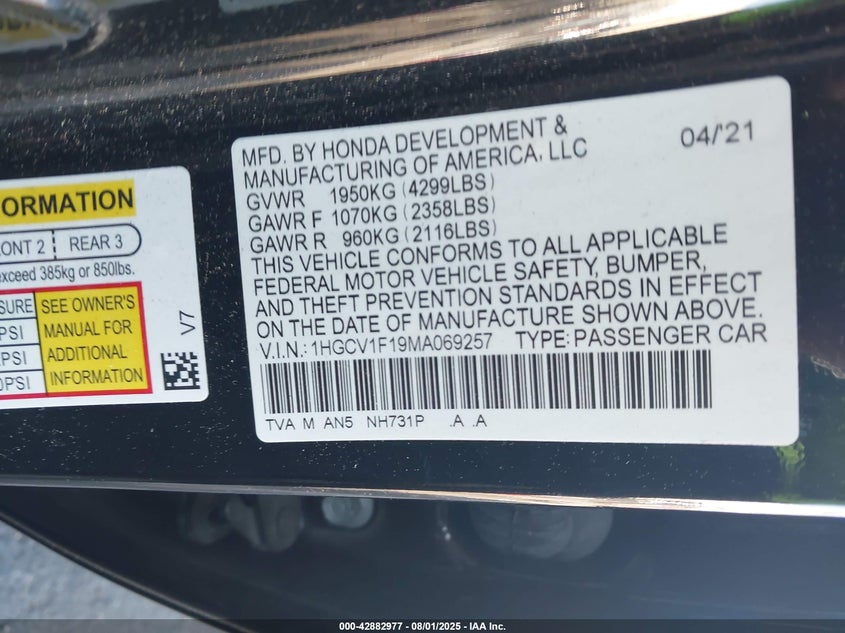 MFD. BY HONDA DEVELOPMENT & 04/'21
MANUFACTURING OF AMERICA, LLC
GVWR 1950KG (4299LBS)
GAWR F 1070KG (2358LBS)
GAWR R 960KG (2116LBS)
THIS VEHICLE CONFORMS TO ALL APPLICABLE
FEDERAL MOTOR VEHICLE SAFETY, BUMPER,
AND THEFT PREVENTION STANDARDS IN EFFECT
ON THE DATE OF MANUFACTURE SHOWN ABOVE.
V.I.N.: 1HGCV1F19MA069257 TYPE: PASSENGER CAR
TVA M AN5 NH731P .A .A
ORMATION
ONT 2 REAR 3
exceed 385kg or 850lbs.
SURE SEE OWNER'S
PSI MANUAL FOR
PSI ADDITIONAL
0PSI INFORMATION
V7
000-42882977 - 08/01/2025 - IAA Inc.